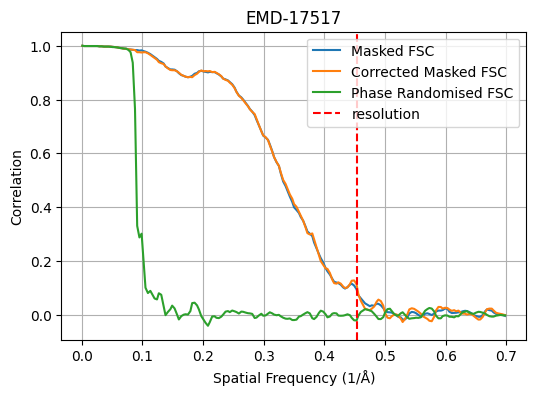 EMD-17517
Masked FSC
Corrected Masked FSC
Phase Randomised FSC
resolution
Correlation
1.0
0.8
0.6
0.4
0.2
0.0
0.0 0.1 0.2 0.3 0.4 0.5 0.6 0.7
Spatial Frequency (1/Å)